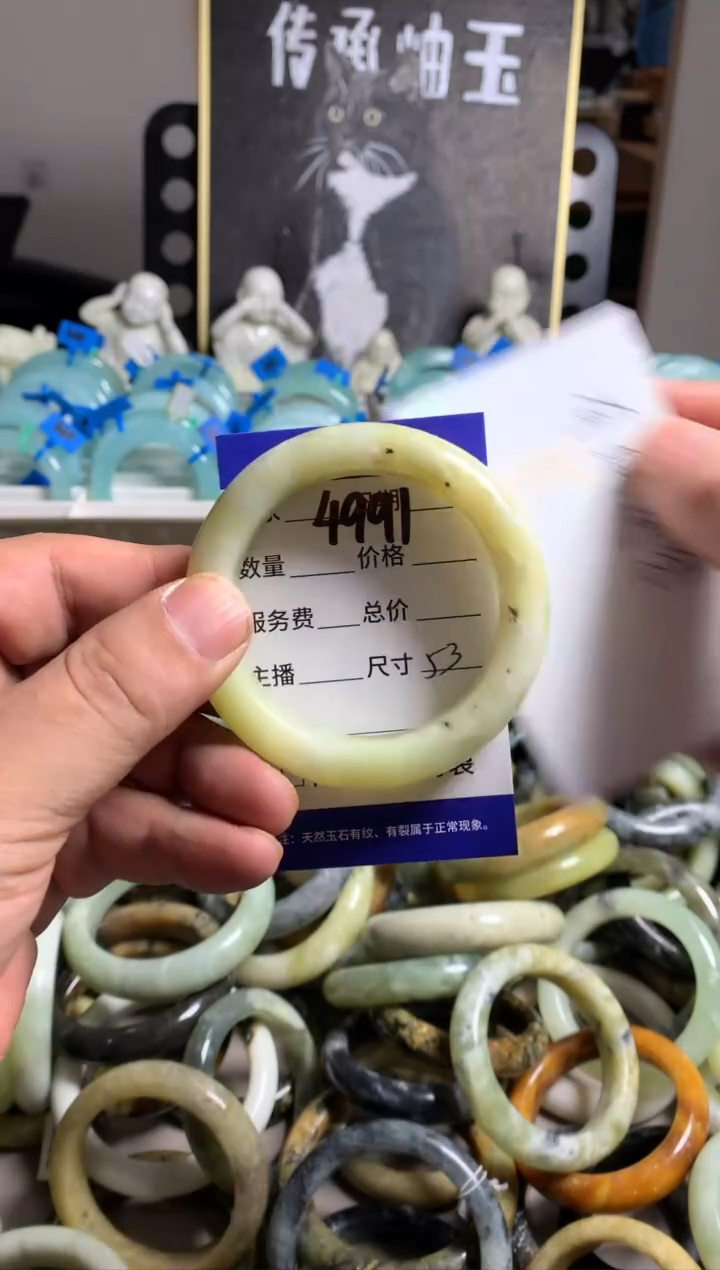 传承岫玉
4991
数量 价格
服务费 总价
主播 尺寸 53
注：天然玉石有纹、有裂属于正常现象。